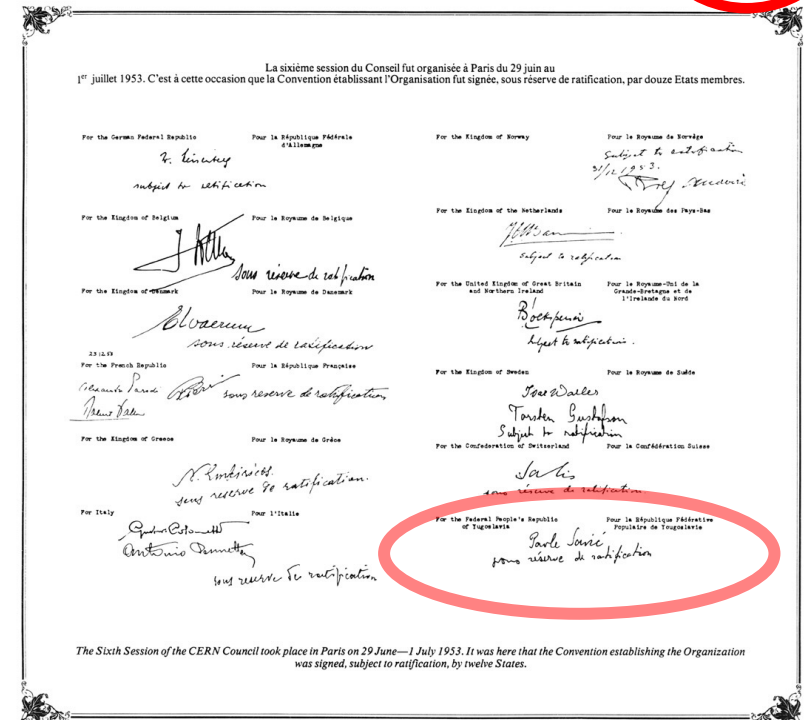 La sixième session du Conseil fut organisée à Paris du 29 juin au
1er juillet 1953. C'est à cette occasion que la Convention établissant l'Organisation fut signée, sous réserve de ratification, par douze Etats membres.
For the German Federal Republic
Pour la République Fédérale
d'Allemagne
subject to ratification
For the Kingdom of Belgium
Pour le Royaume de Belgique
sous réserve de ratification
For the Kingdom of Denmark
Pour le Royaume de Danemark
sous réserve de ratification
23.12.53
For the French Republic
Pour la République Française
Alexandre Parodi
sous reserve de ratification
For the Kingdom of Greece
Pour le Royaume de Grèce
sous reserve de ratification.
For Italy
Pour l'Italie
Antonio
sous reserve de ratification
For the Kingdom of Norway
Pour le Royaume de Norvège
Subject to ratification
31/12 1953.
For the Kingdom of the Netherlands
Pour le Royaume des Pays-Bas
subject to ratification
For the United Kingdom of Great Britain
and Northern Ireland
Pour le Royaume-Uni de la
Grande-Bretagne et de
l'Irelande du Nord
subject to ratification.
For the Kingdom of Sweden
Pour le Royaume de Suède
Ivar Waller
Torsten Gustafson
Subject to ratification
For the Confederation of Switzerland
Pour la Confédération Suisse
Salis
sous réserve de ratification
For the Federal People's Republic
of Yugoslavia
Pour la République Fédérative
Populaire de Yougoslavie
Pavle Savić
sous réserve de ratification
The Sixth Session of the CERN Council took place in Paris on 29 June—1 July 1953. It was here that the Convention establishing the Organization
was signed, subject to ratification, by twelve States.